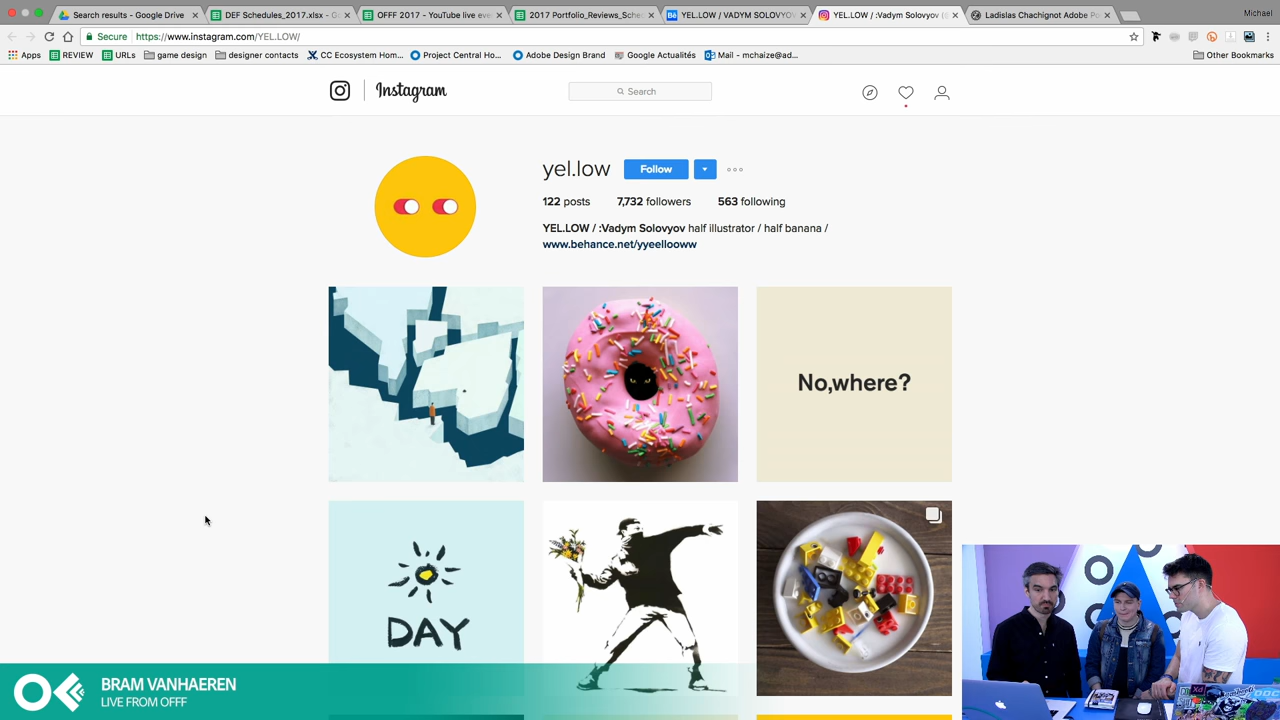 Search results - Google Drive
DEF Schedules_2017.xlsx - G
OFFF 2017 - YouTube live eve
2017 Portfolio_Reviews_Sche
YEL.LOW / VADYM SOLOVYO
YEL.LOW / :Vadym Solovyov (@
Ladislas Chachignot Adobe Po
Michael
Secure
https://www.instagram.com/YEL.LOW/
Apps
REVIEW
URLs
game design
designer contacts
CC Ecosystem Hom...
Project Central Ho...
Adobe Design Brand
Google Actualités
Mail - mchaize@ad...
Other Bookmarks
Instagram
Search
yel.low
Follow
122 posts
7,732 followers
563 following
YEL.LOW / :Vadym Solovyov half illustrator / half banana /
www.behance.net/yyeellooww
No,where?
DAY
BRAM VANHAEREN
LIVE FROM OFFF